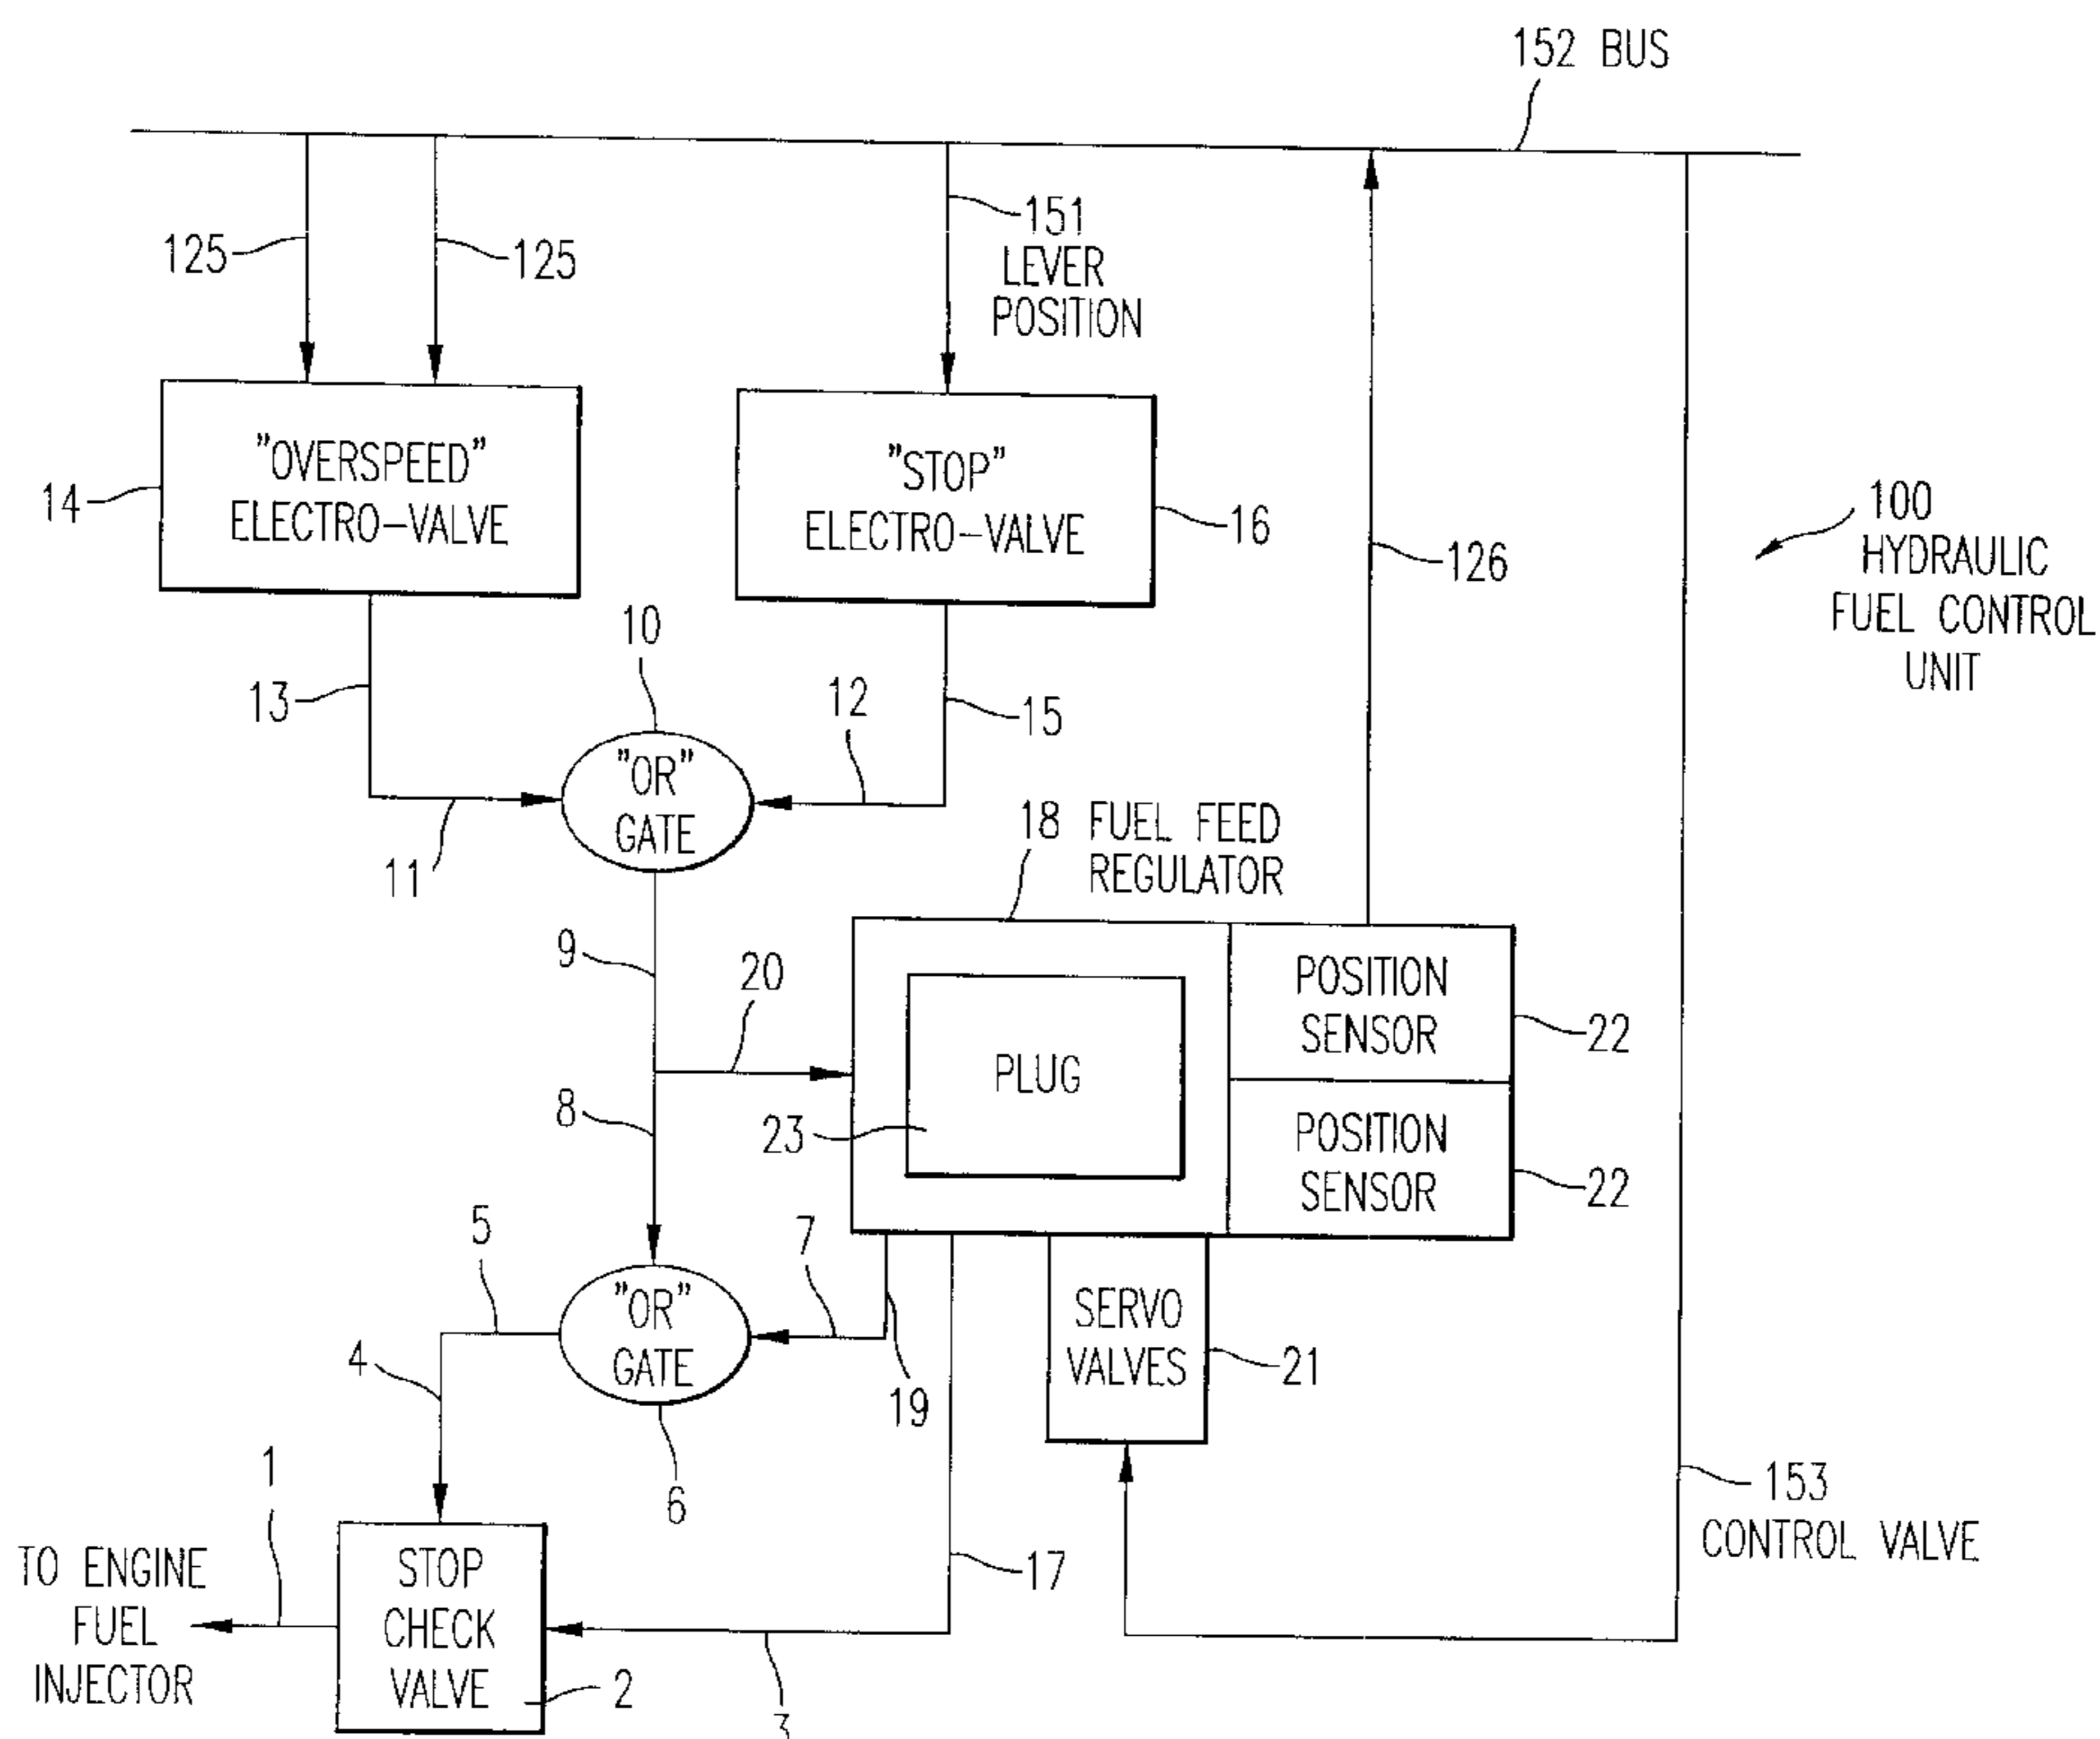 152 BUS
125
125
151
LEVER
POSITION
14
"OVERSPEED"
ELECTRO-VALVE
"STOP"
ELECTRO-VALVE
16
126
100
HYDRAULIC
FUEL CONTROL
UNIT
13
10
12
15
"OR"
GATE
11
18 FUEL FEED
REGULATOR
9
20
8
PLUG
23
POSITION
SENSOR
22
POSITION
SENSOR
22
5
7
4
"OR"
GATE
6
19
SERVO
VALVES
21
1
TO ENGINE
FUEL
INJECTOR
STOP
CHECK
VALVE
2
17
3
153
CONTROL VALVE